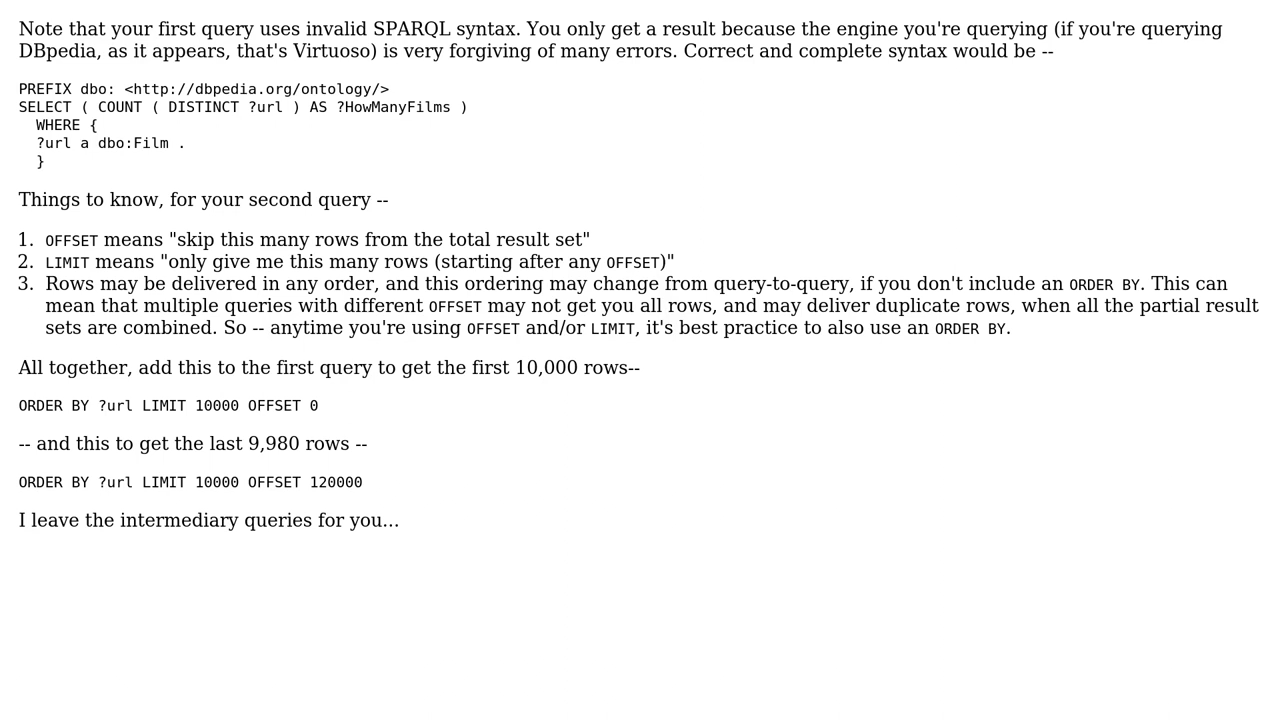 Note that your first query uses invalid SPARQL syntax. You only get a result because the engine you're querying (if you're querying
DBpedia, as it appears, that's Virtuoso) is very forgiving of many errors. Correct and complete syntax would be --
PREFIX dbo: <http://dbpedia.org/ontology/>
SELECT ( COUNT ( DISTINCT ?url ) AS ?HowManyFilms )
  WHERE {
  ?url a dbo:Film .
  }
Things to know, for your second query --
1. OFFSET means "skip this many rows from the total result set"
2. LIMIT means "only give me this many rows (starting after any OFFSET)"
3. Rows may be delivered in any order, and this ordering may change from query-to-query, if you don't include an ORDER BY. This can
mean that multiple queries with different OFFSET may not get you all rows, and may deliver duplicate rows, when all the partial result
sets are combined. So -- anytime you're using OFFSET and/or LIMIT, it's best practice to also use an ORDER BY.
All together, add this to the first query to get the first 10,000 rows--
ORDER BY ?url LIMIT 10000 OFFSET 0
-- and this to get the last 9,980 rows --
ORDER BY ?url LIMIT 10000 OFFSET 120000
I leave the intermediary queries for you...